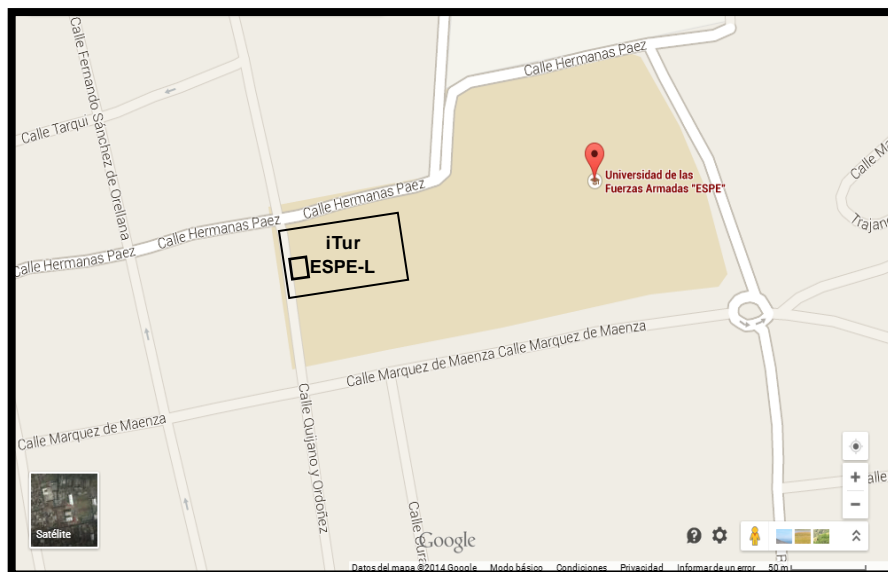 Calle Hermanas Paez
Calle Fernando Sánchez de Orellana
Calle Tarqui
Universidad de las
Fuerzas Armadas "ESPE"
Calle Hermanas Paez
Calle Hermanas Paez
Calle Hermanas Paez
iTur
ESPE-L
Calle Marquez de Maenza Calle Marquez de Maenza
Calle Marquez de Maenza
Calle Quijano y Ordoñez
Satélite
Google
Datos del mapa ©2014 Google Modo básico Condiciones Privacidad Informar de un error 50 m